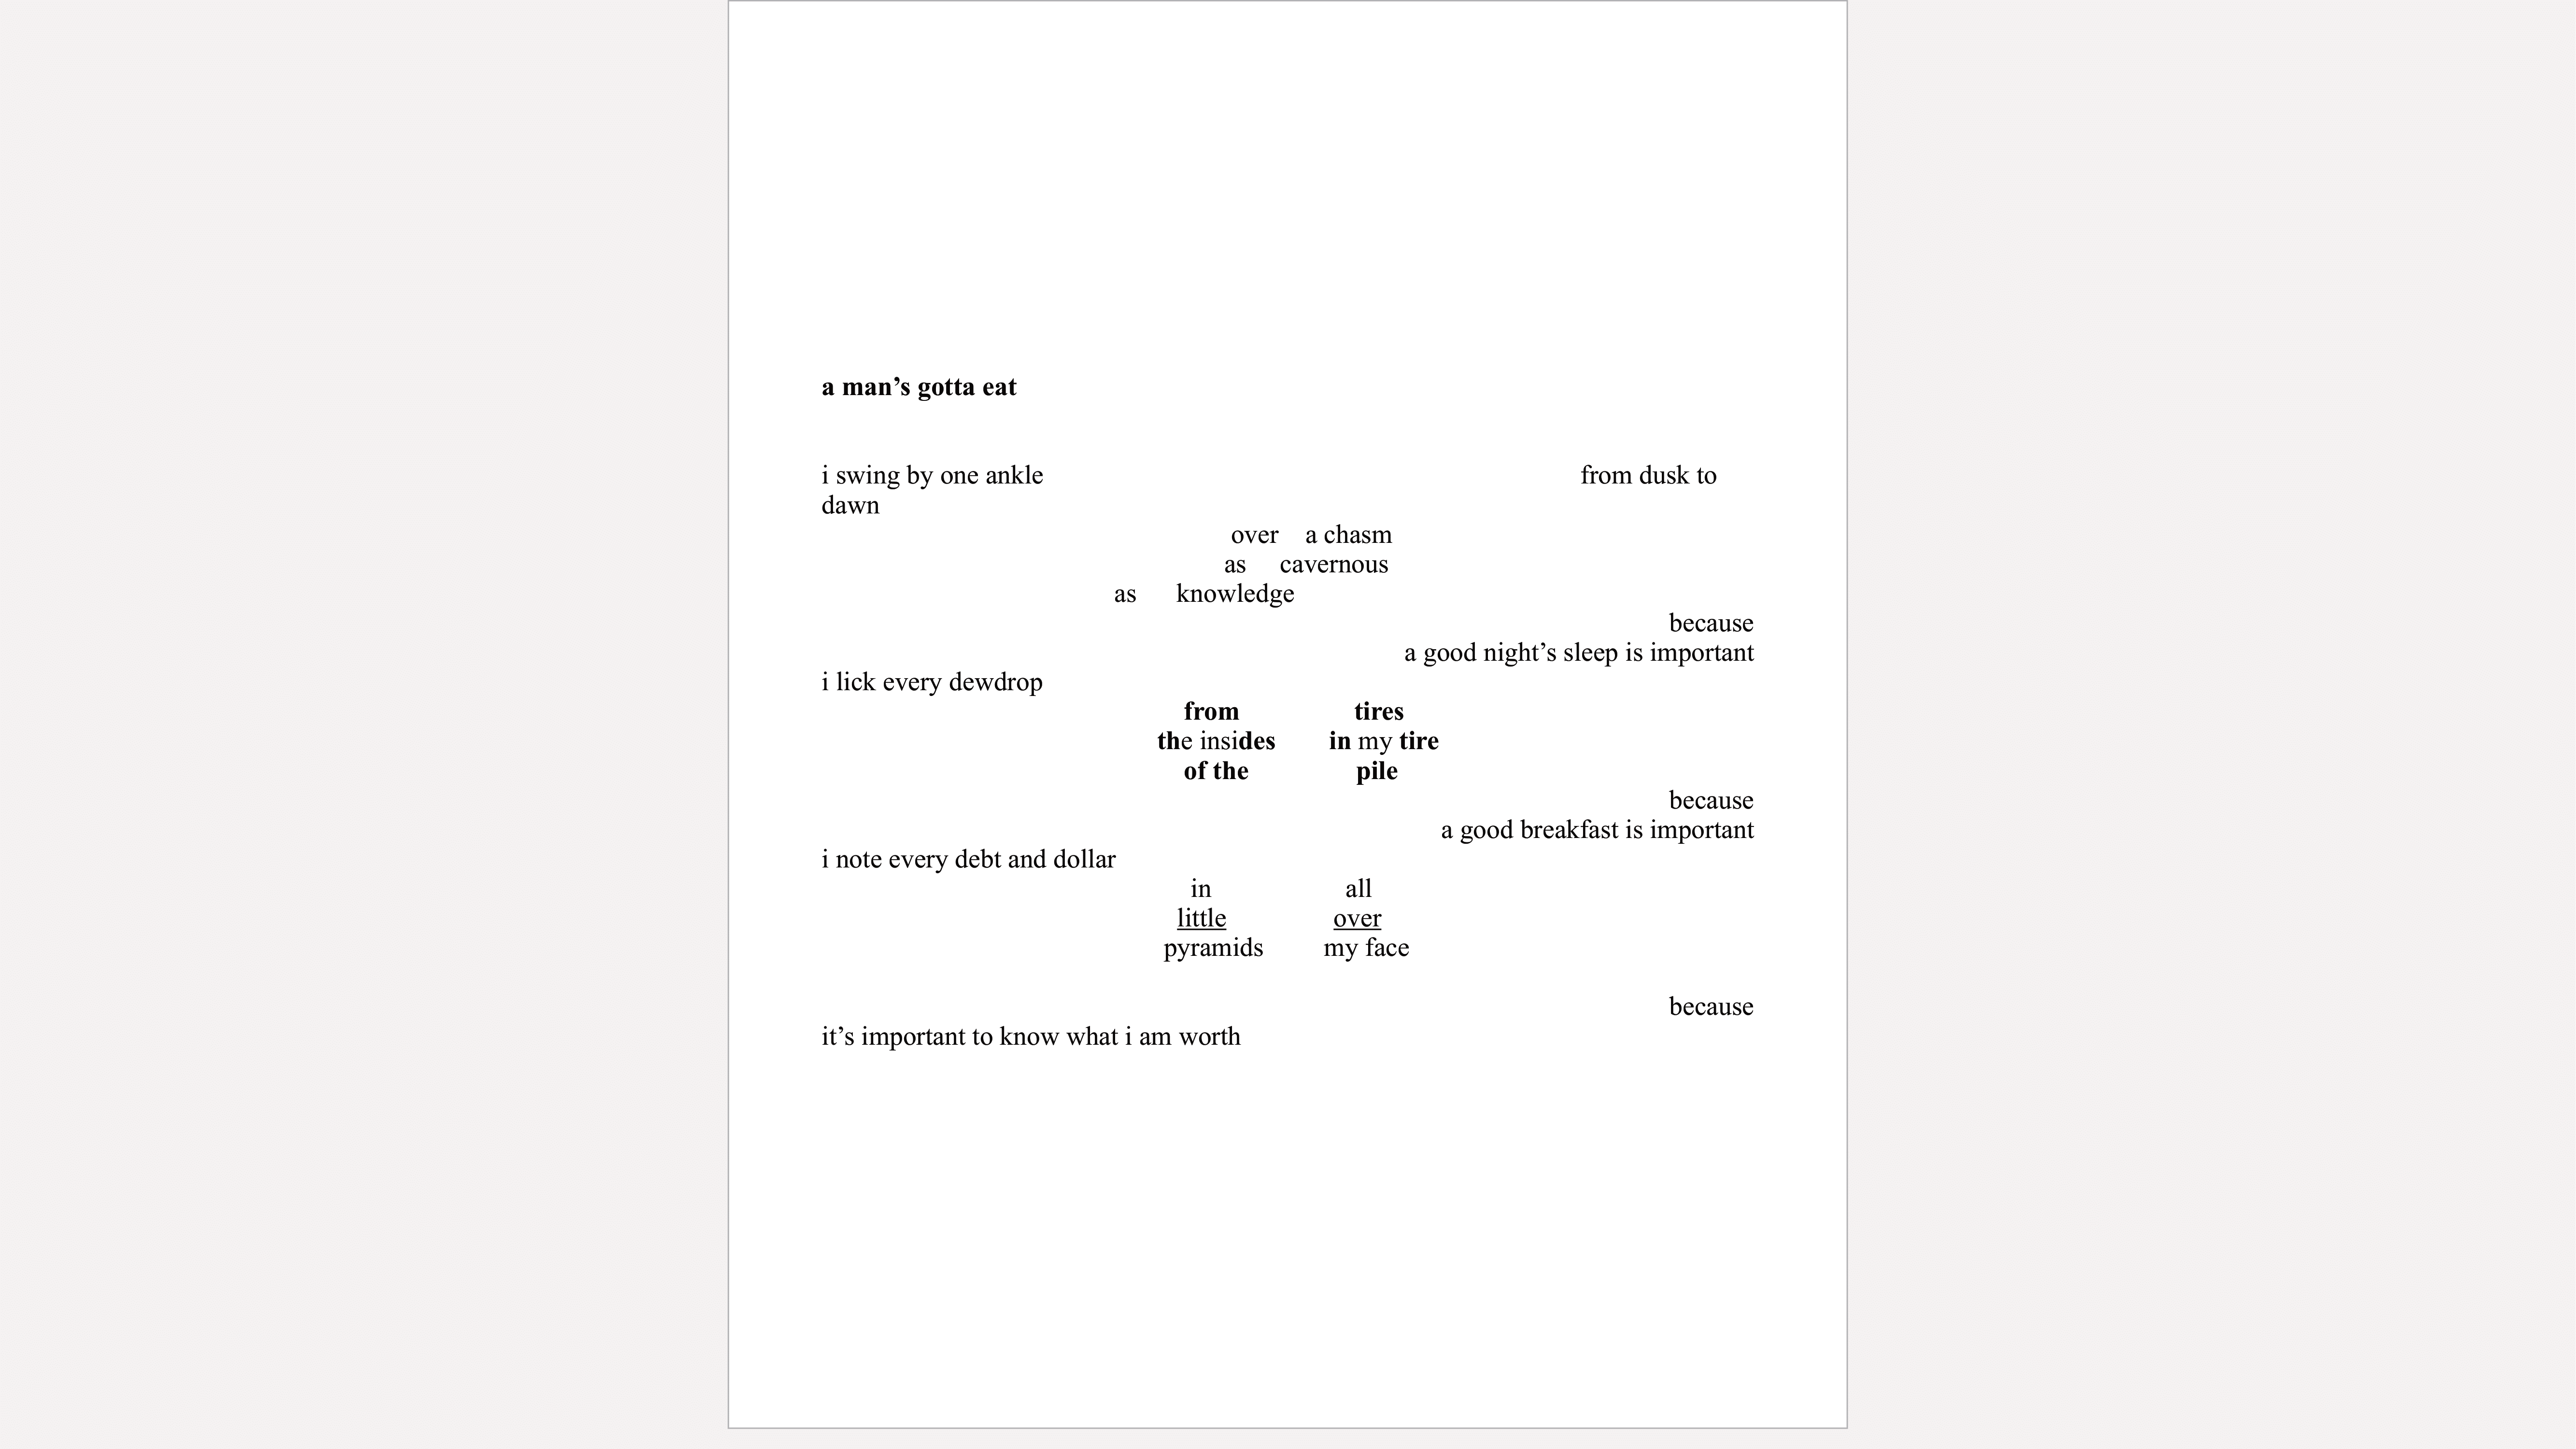 a man’s gotta eat
i swing by one ankle from dusk to
dawn
over a chasm
as cavernous
as knowledge
because
a good night’s sleep is important
i lick every dewdrop
from tires
the insides in my tire
of the pile
because
a good breakfast is important
i note every debt and dollar
in all
little over
pyramids my face
because
it’s important to know what i am worth